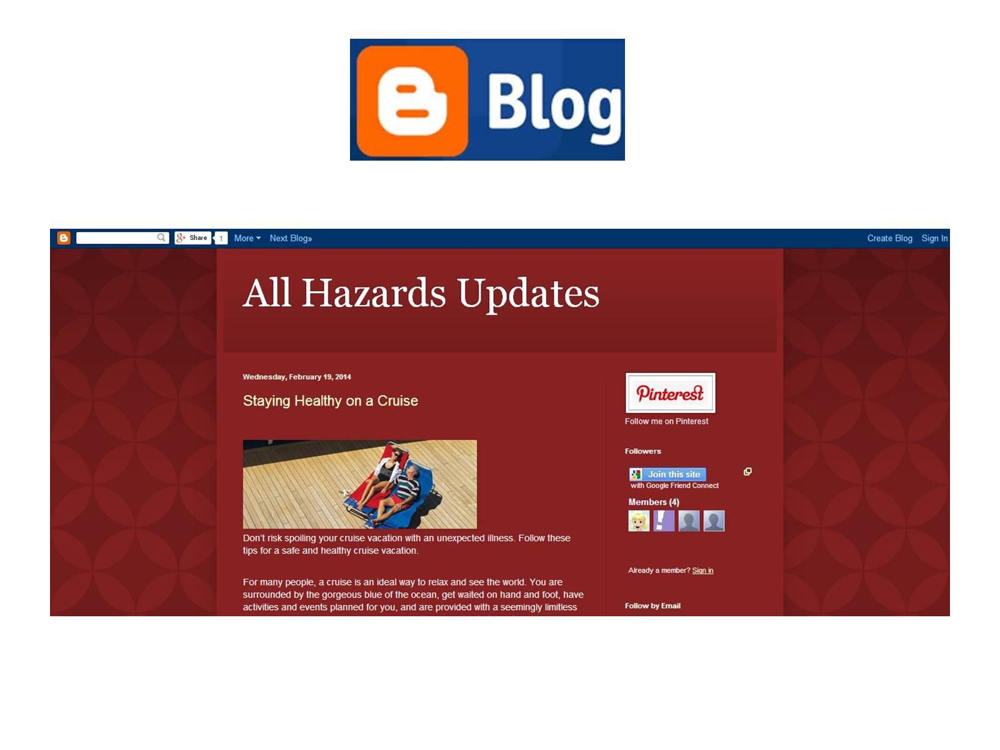 Blog
Share
1
More
Next Blog»
Create Blog
Sign In
All Hazards Updates
Wednesday, February 19, 2014
Staying Healthy on a Cruise
Don't risk spoiling your cruise vacation with an unexpected illness. Follow these
tips for a safe and healthy cruise vacation.
For many people, a cruise is an ideal way to relax and see the world. You are
surrounded by the gorgeous blue of the ocean, get waited on hand and foot, have
activities and events planned for you, and are provided with a seemingly limitless
Pinterest
Follow me on Pinterest
Followers
Join this site
with Google Friend Connect
Members (4)
Already a member? Sign in
Follow by Email